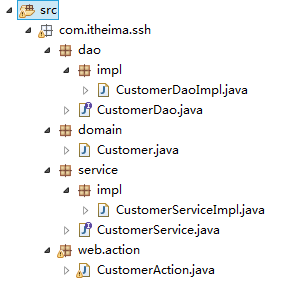 src
com.itheima.ssh
dao
impl
CustomerDaoImpl.java
CustomerDao.java
domain
Customer.java
service
impl
CustomerServiceImpl.java
CustomerService.java
web.action
CustomerAction.java